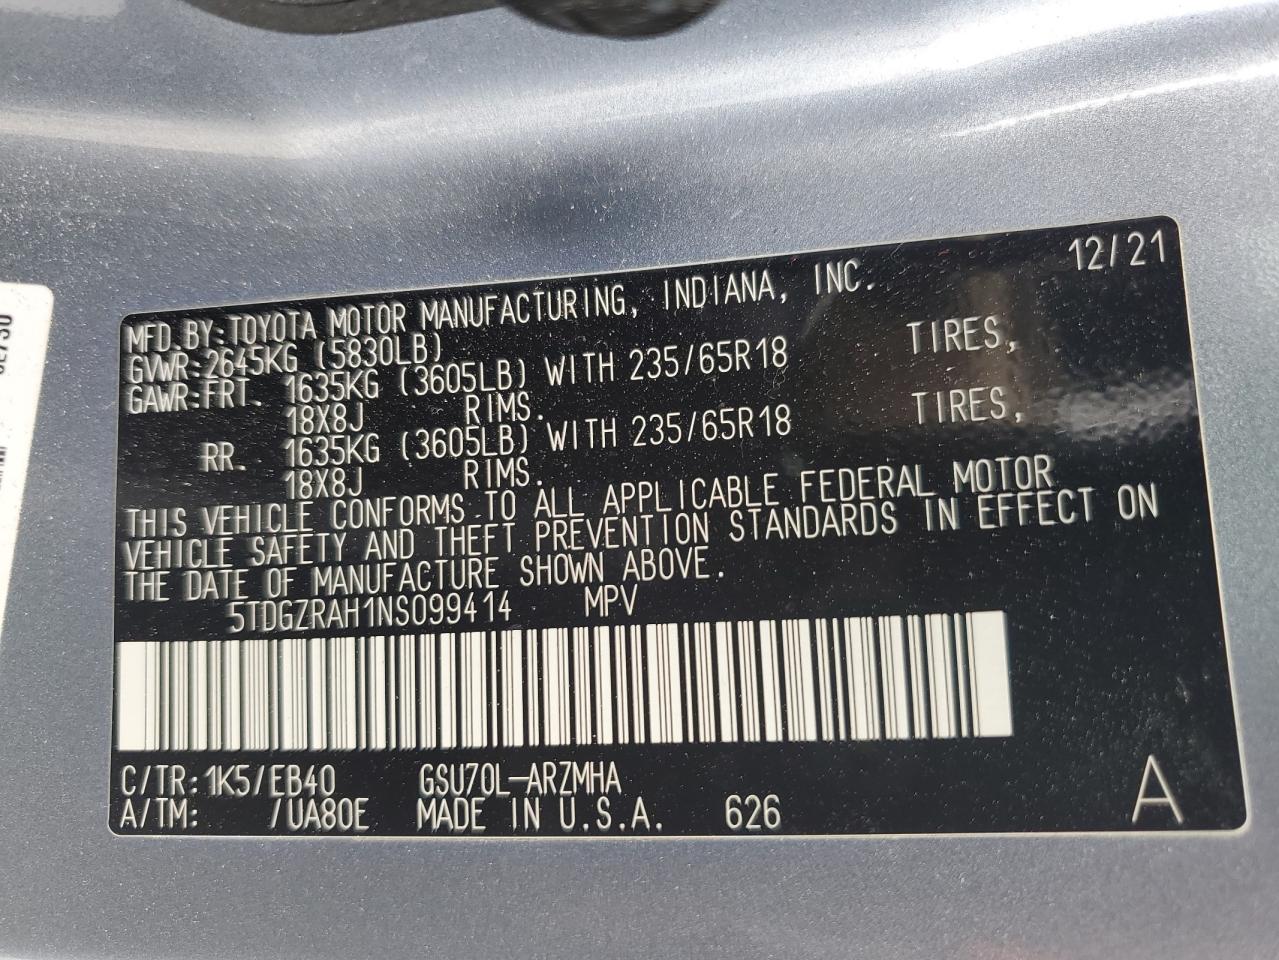 12/21
MFD.BY:TOYOTA MOTOR MANUFACTURING, INDIANA, INC.
GVWR:2645KG (5830LB)
GAWR:FRT. 1635KG (3605LB) WITH 235/65R18 TIRES,
18X8J RIMS.
RR. 1635KG (3605LB) WITH 235/65R18 TIRES,
18X8J RIMS.
THIS VEHICLE CONFORMS TO ALL APPLICABLE FEDERAL MOTOR
VEHICLE SAFETY AND THEFT PREVENTION STANDARDS IN EFFECT ON
THE DATE OF MANUFACTURE SHOWN ABOVE.
5TDGZRAH1NS099414 MPV
C/TR:1K5/EB40 GSU70L-ARZMHA
A/TM: /UA80E MADE IN U.S.A. 626 A